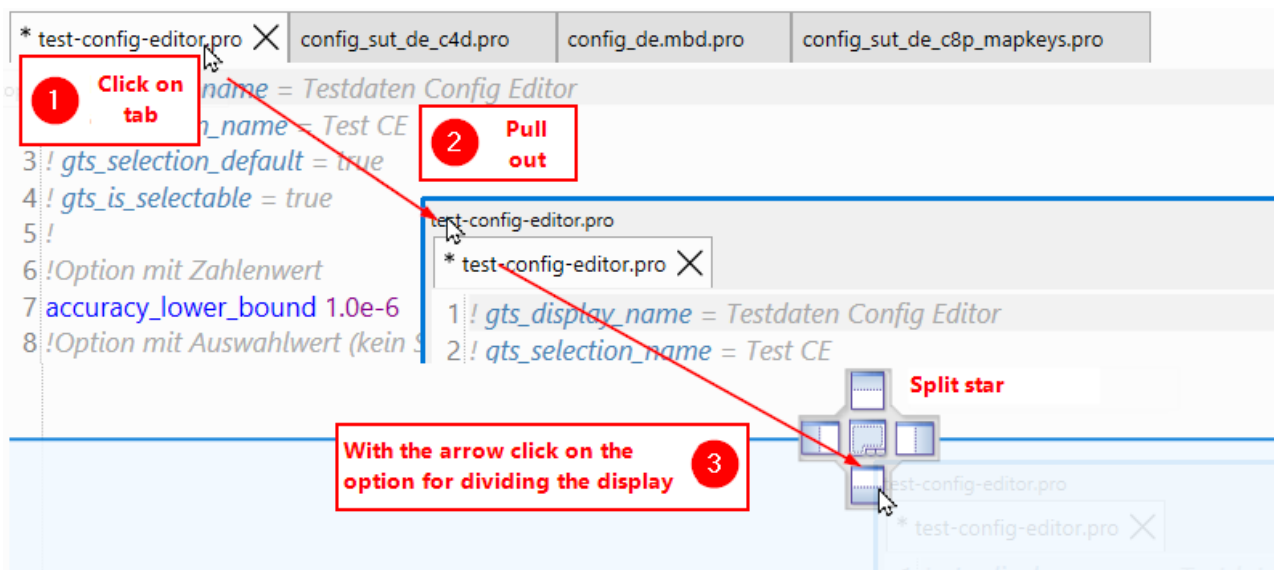 * test-config-editor.pro
config_sut_de_c4d.pro
config_de.mbd.pro
config_sut_de_c8p_mapkeys.pro
1 Click on
tab
name = Testdaten Config Editor
n_name = Test CE
3 ! gts_selection_default = true
4 ! gts_is_selectable = true
5 !
6 !Option mit Zahlenwert
7 accuracy_lower_bound 1.0e-6
8 !Option mit Auswahlwert (kein S
2 Pull
out
test-config-editor.pro
* test-config-editor.pro
1 ! gts_display_name = Testdaten Config Editor
2 ! gts_selection_name = Test CE
Split star
With the arrow click on the
option for dividing the display
3
test-config-editor.pro
* test-config-editor.pro